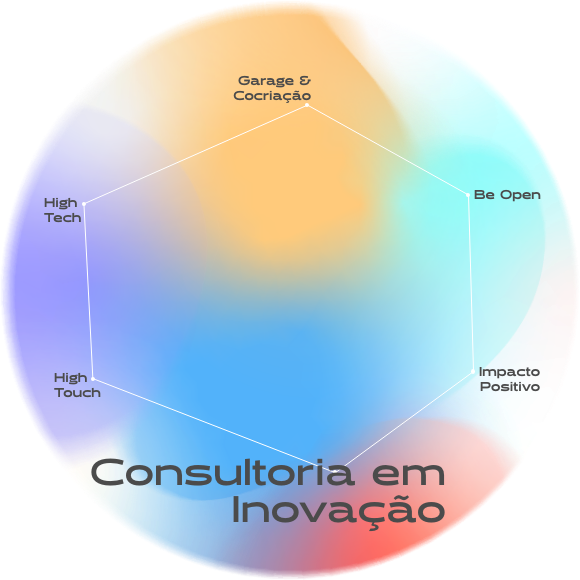 Garage &
Cocriação
Be Open
High
Tech
Impacto
Positivo
High
Touch
Consultoria em
Inovação